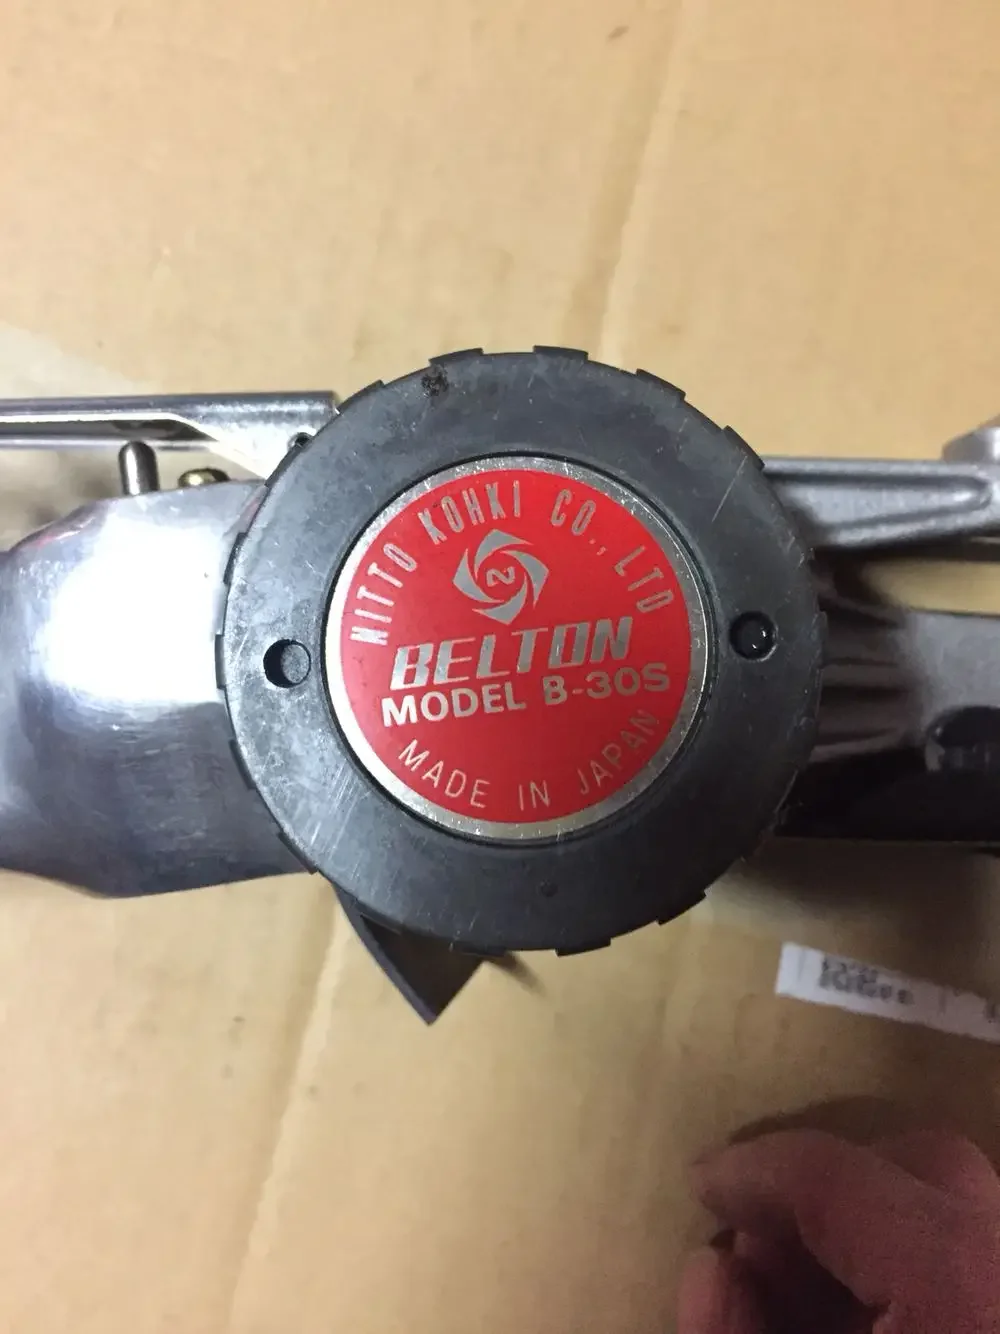 NITTO KOHKI CO., LTD
BELTON
MODEL B-30S
MADE IN JAPAN